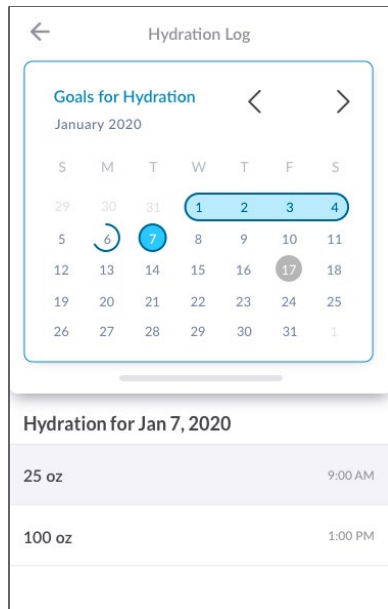 Hydration Log
Goals for Hydration
January 2020
S M T W T F S
29 30 31 1 2 3 4
5 6 7 8 9 10 11
12 13 14 15 16 17 18
19 20 21 22 23 24 25
26 27 28 29 30 31 1
Hydration for Jan 7, 2020
25 oz 9:00 AM
100 oz 1:00 PM